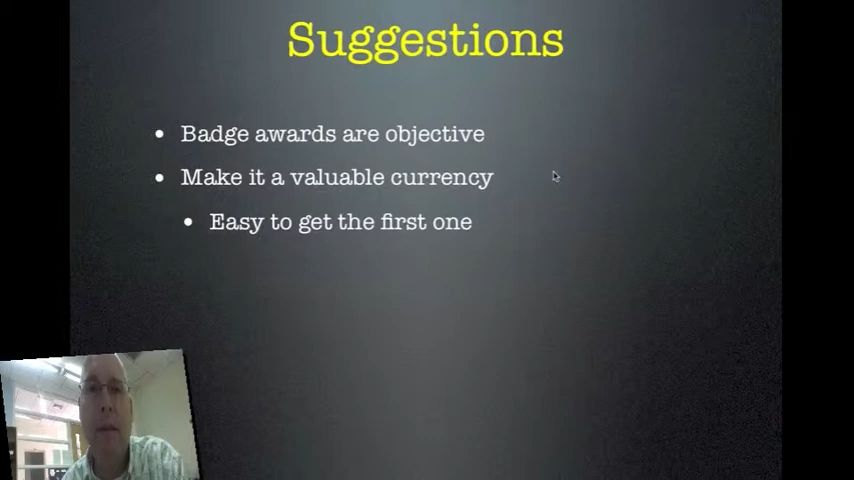 Suggestions
Badge awards are objective
Make it a valuable currency
Easy to get the first one